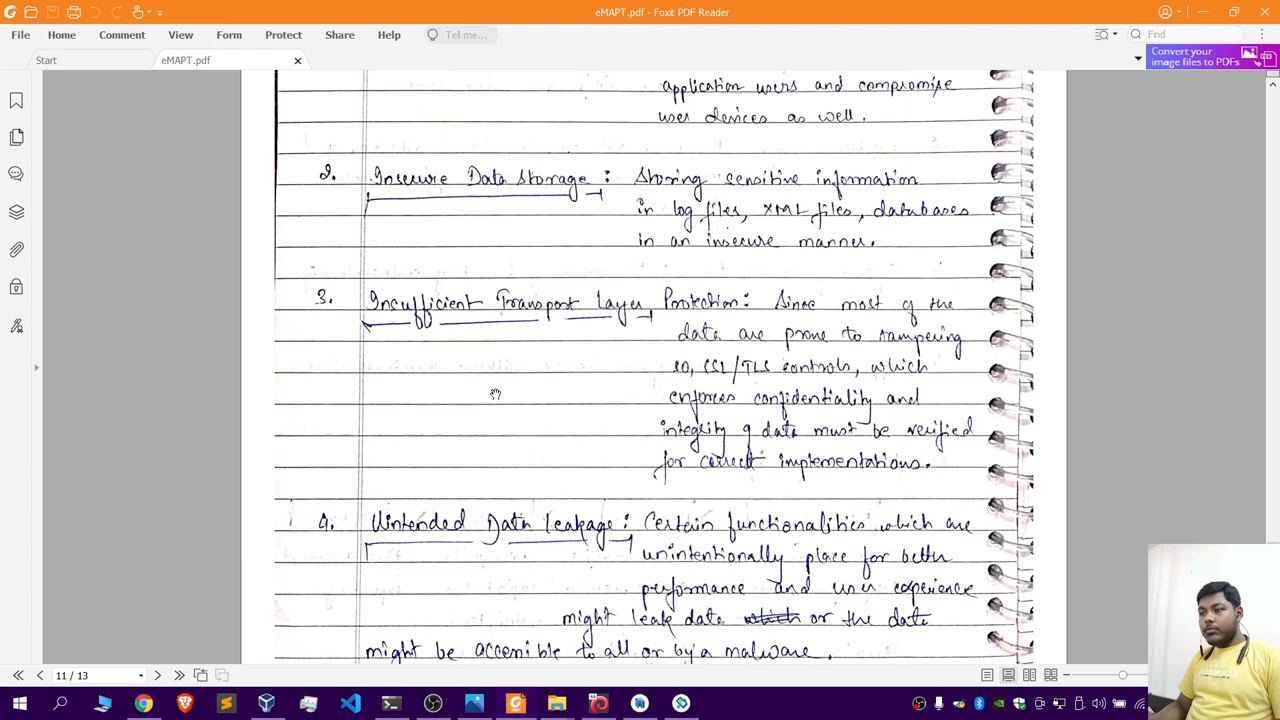 eMAPT.pdf - Foxit PDF Reader
File Home Comment View Form Protect Share Help Tell me... Find
Start eMAPT.pdf
Convert your
image files to PDFs
application users and compromise
user devices as well.
2. Insecure Data Storage : Storing sensitive information
in log files, XML files, databases
in an insecure manner.
3. Insufficient Transport Layer Protection: Since most of the
data are prone to tampering
so, SSL/TLS controls, which
enforces confidentiality and
integrity of data must be verified
for correct implementations.
4. Unintended Data Leakage : Certain functionalities which are
unintentionally place for better
performance and user experience
might leak data which or the data
might be accessible to all or by a malware.
11 / 13